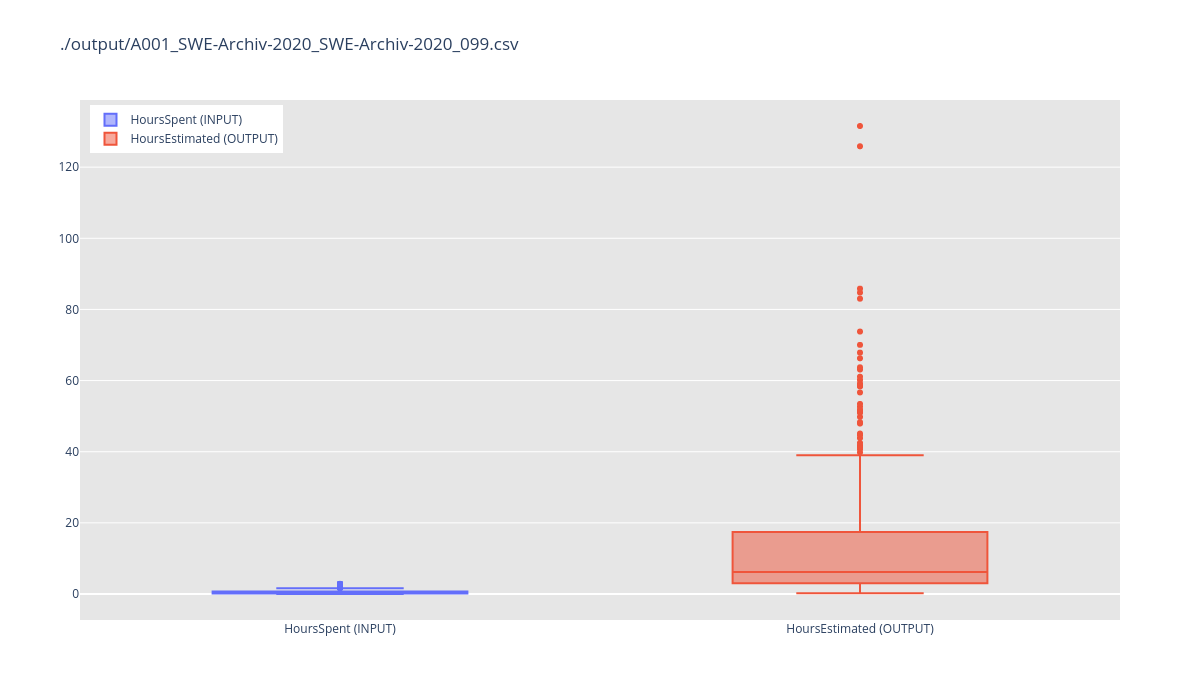 ./output/A001_SWE-Archiv-2020_SWE-Archiv-2020_099.csv
HoursSpent (INPUT)
HoursEstimated (OUTPUT)
120
100
80
60
40
20
0
HoursSpent (INPUT)
HoursEstimated (OUTPUT)